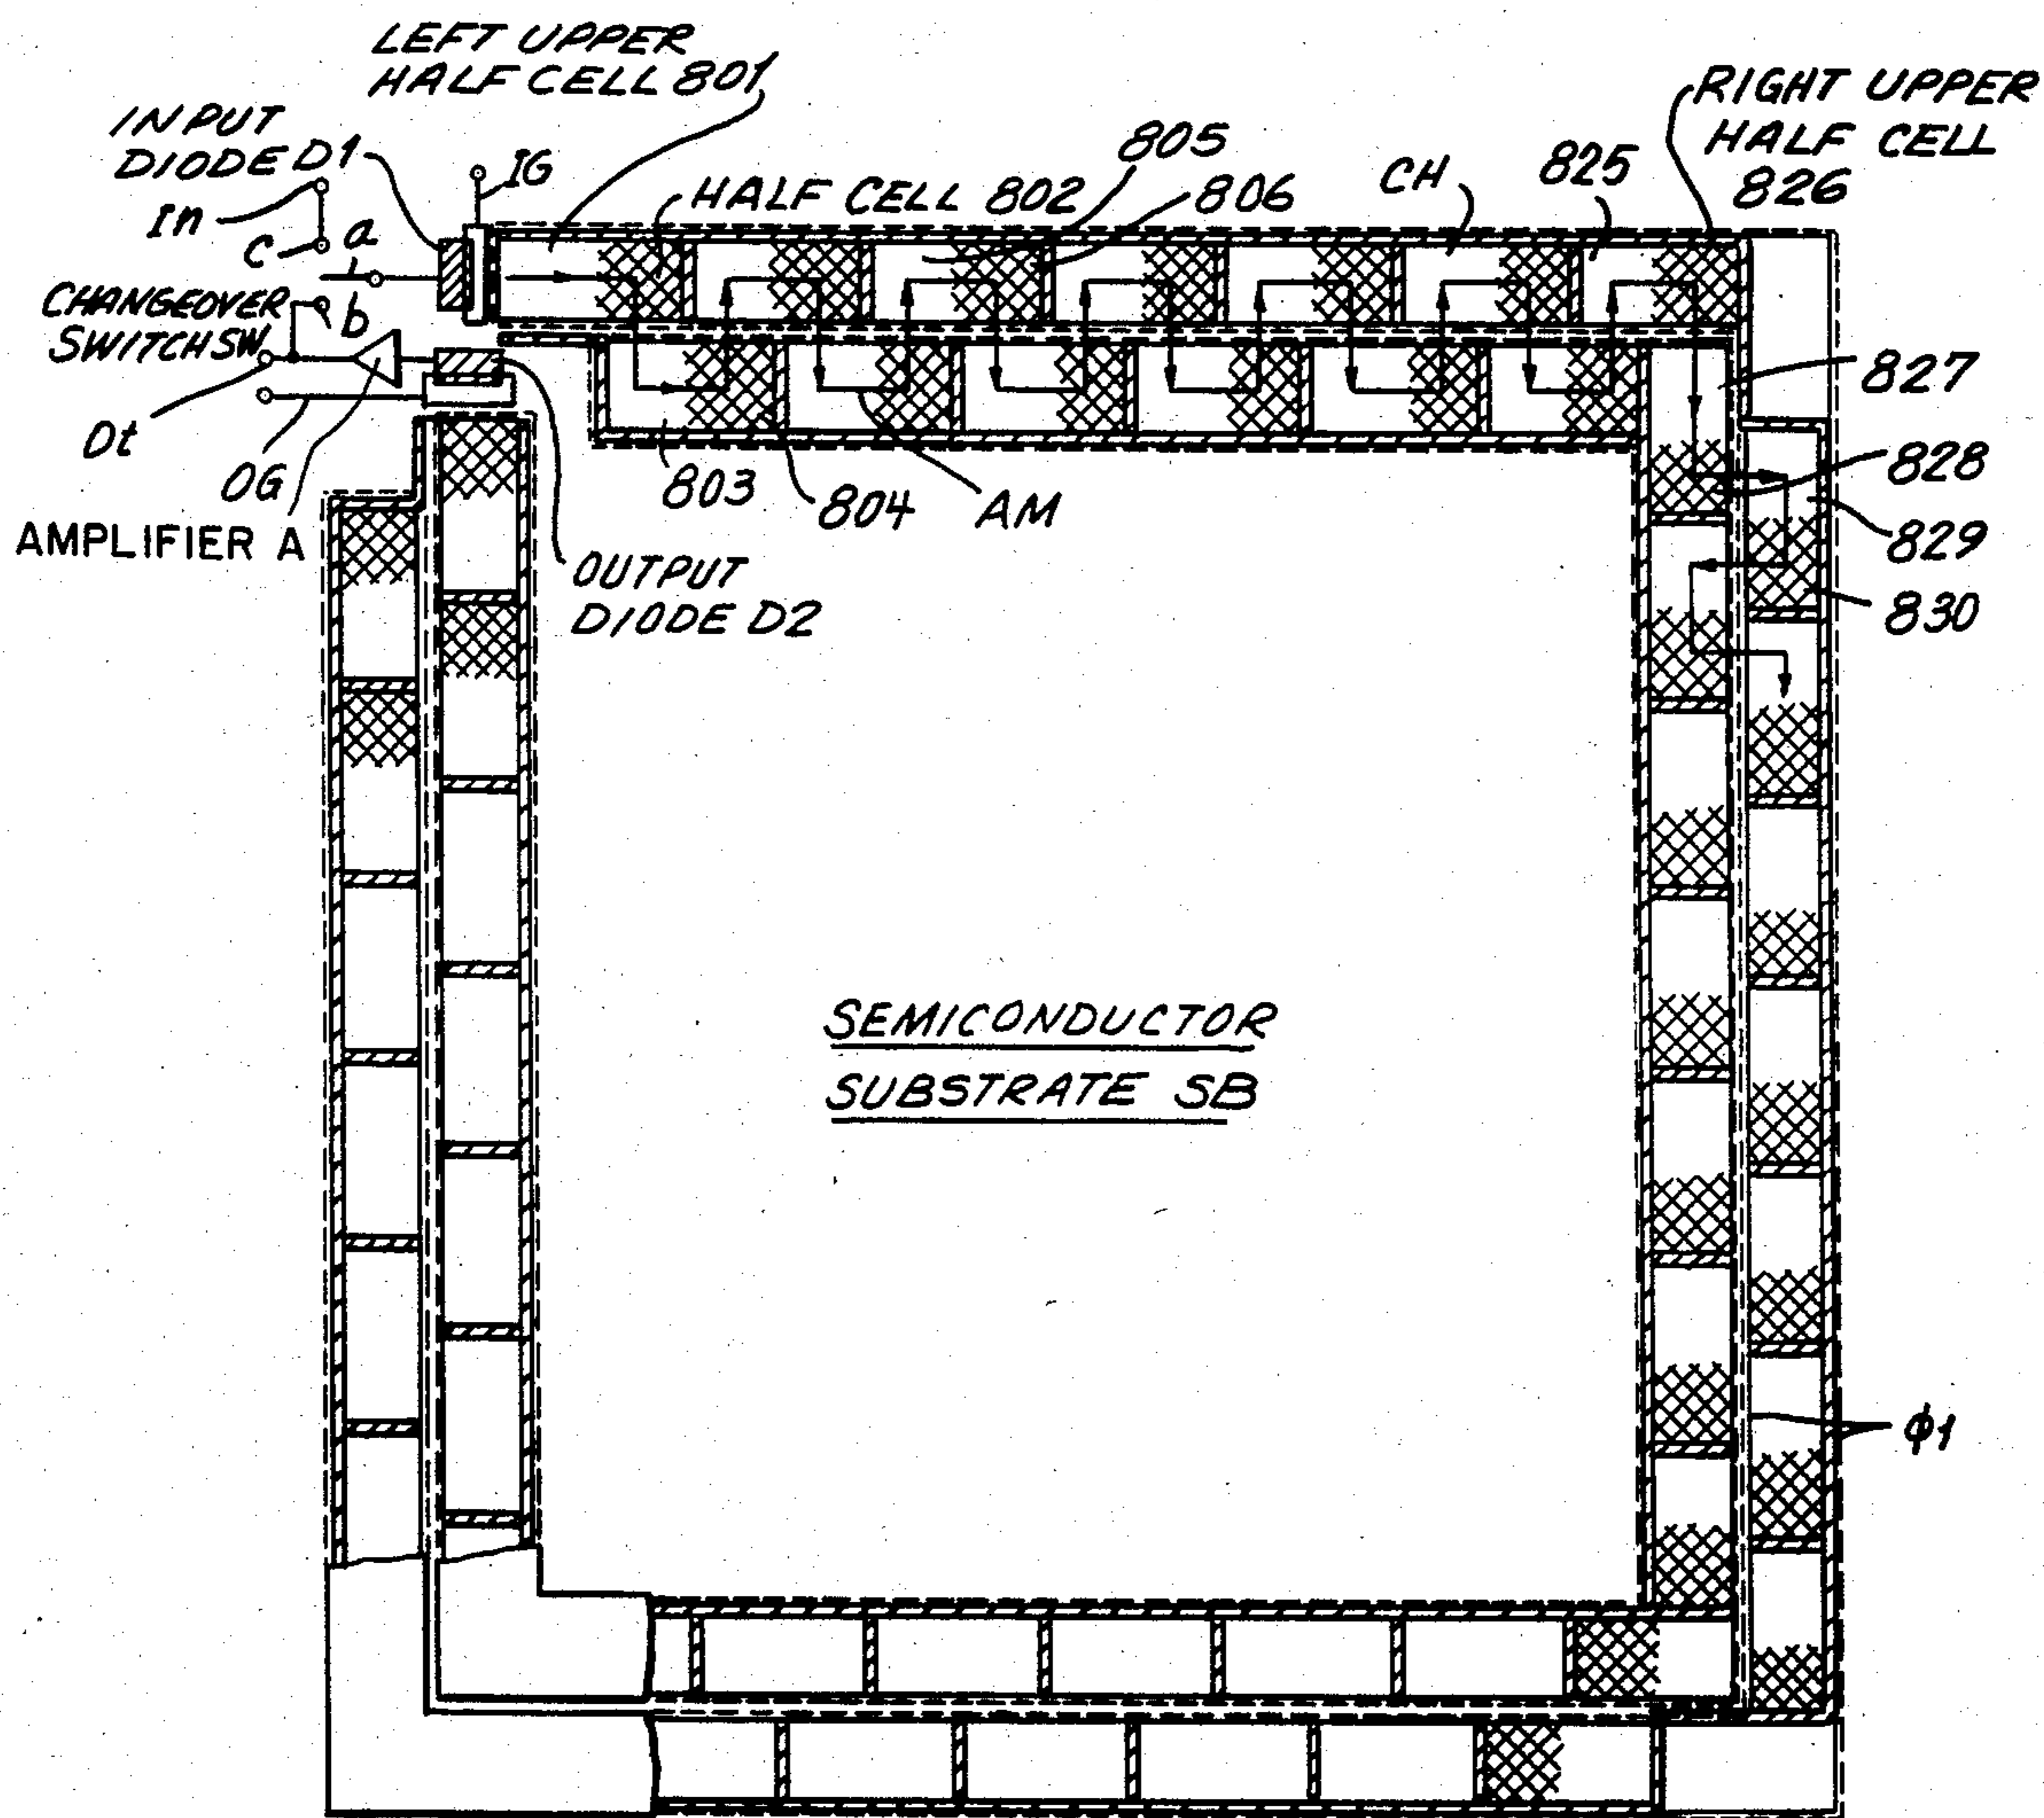 LEFT UPPER
HALF CELL 801
INPUT
DIODE D1
In
c
a
IG
HALF CELL 802
805
806
CH
825
RIGHT UPPER
HALF CELL
826
CHANGEOVER
SWITCH SW
b
Ot
OG
AMPLIFIER A
803
804
AM
OUTPUT
DIODE D2
827
828
829
830
SEMICONDUCTOR
SUBSTRATE SB
φ1